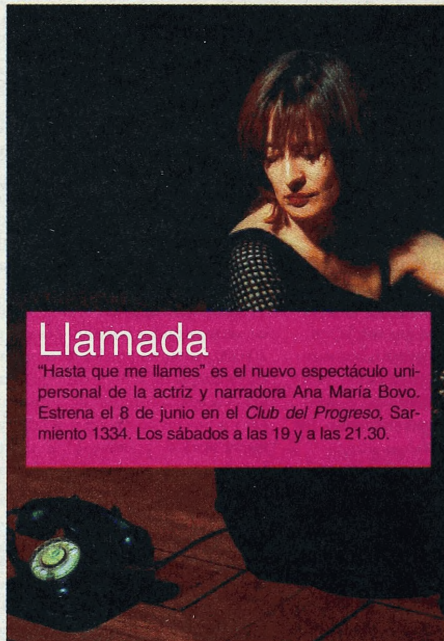 Llamada
"Hasta que me llames" es el nuevo espectáculo uni-
personal de la actriz y narradora Ana María Bovo.
Estrena el 8 de junio en el Club del Progreso, Sar-
miento 1334. Los sábados a las 19 y a las 21.30.